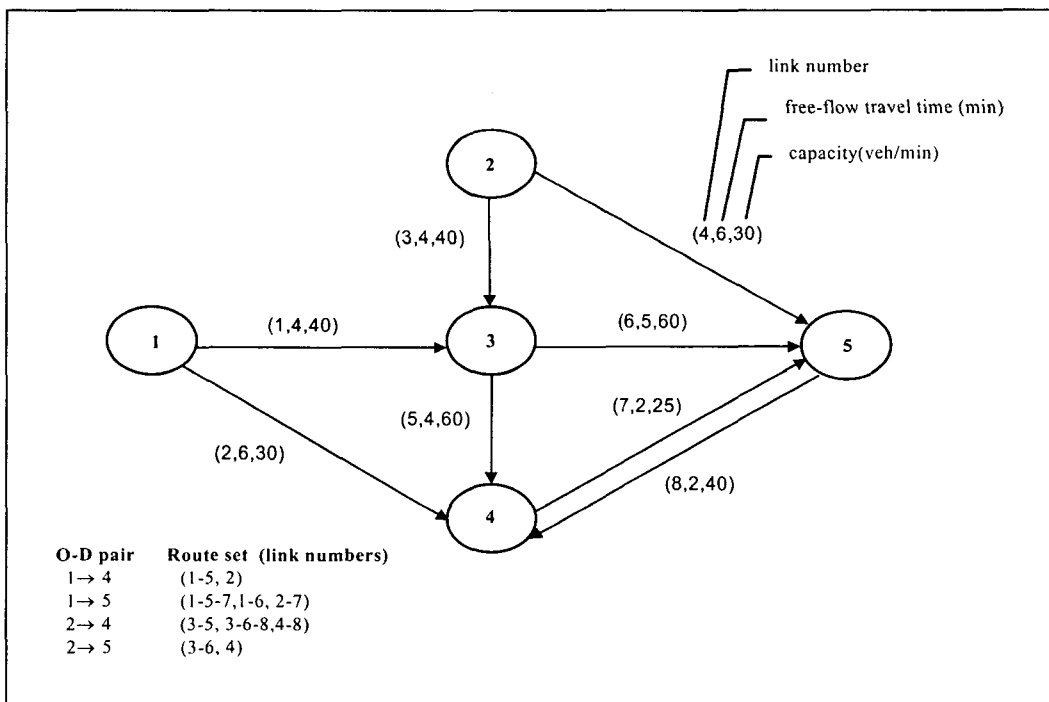 link number
free-flow travel time (min)
capacity(veh/min)
2
(3,4,40)
(4,6,30)
1
(1,4,40)
3
(6,5,60)
5
(5,4,60)
(7,2,25)
(2,6,30)
(8,2,40)
4
O-D pair Route set (link numbers)
1→ 4 (1-5, 2)
1→ 5 (1-5-7,1-6, 2-7)
2→ 4 (3-5, 3-6-8,4-8)
2→ 5 (3-6, 4)